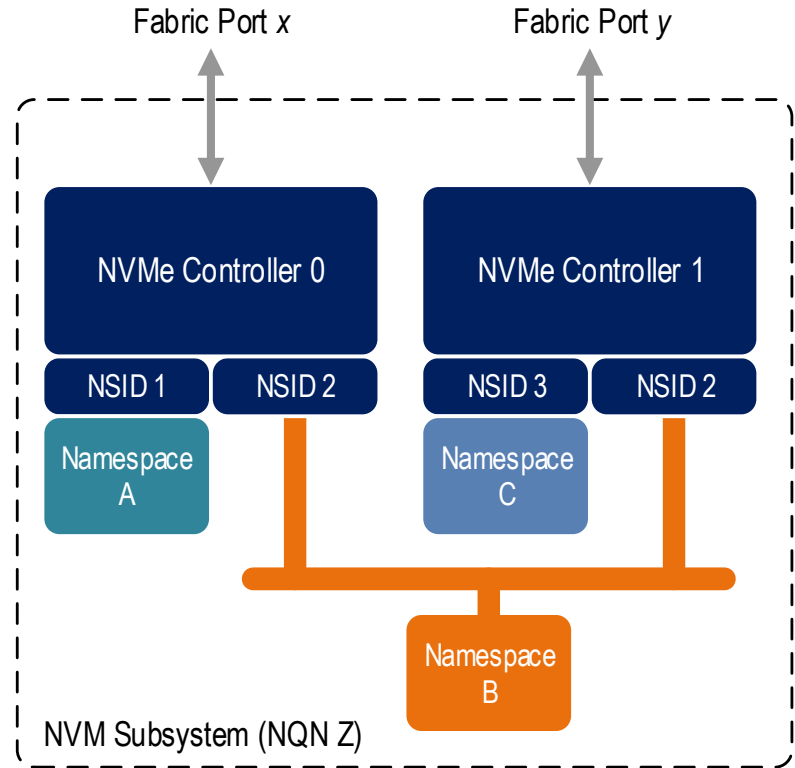 Fabric Port x
Fabric Port y
NVMe Controller 0
NVMe Controller 1
NSID 1
NSID 2
NSID 3
NSID 2
Namespace
A
Namespace
C
Namespace
B
NVM Subsystem (NQN Z)